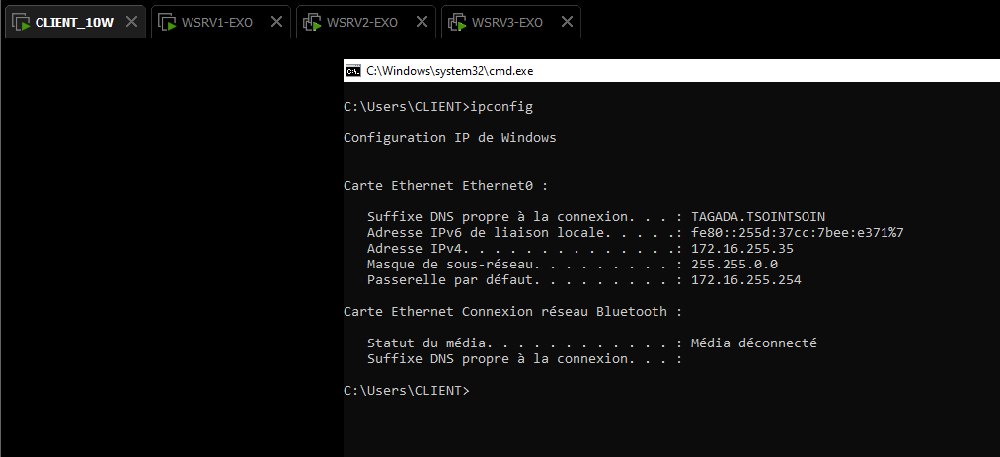 CLIENT_10W WSRV1-EXO WSRV2-EXO WSRV3-EXO
C:\Windows\system32\cmd.exe
C:\Users\CLIENT>ipconfig
Configuration IP de Windows
Carte Ethernet Ethernet0 :
Suffixe DNS propre à la connexion. . . : TAGADA.TSOINTSOIN
Adresse IPv6 de liaison locale. . . . .: fe80::255d:37cc:7bee:e371%7
Adresse IPv4. . . . . . . . . . . . . .: 172.16.255.35
Masque de sous-réseau. . . . . . . . . : 255.255.0.0
Passerelle par défaut. . . . . . . . . : 172.16.255.254
Carte Ethernet Connexion réseau Bluetooth :
Statut du média. . . . . . . . . . . . : Média déconnecté
Suffixe DNS propre à la connexion. . . :
C:\Users\CLIENT>